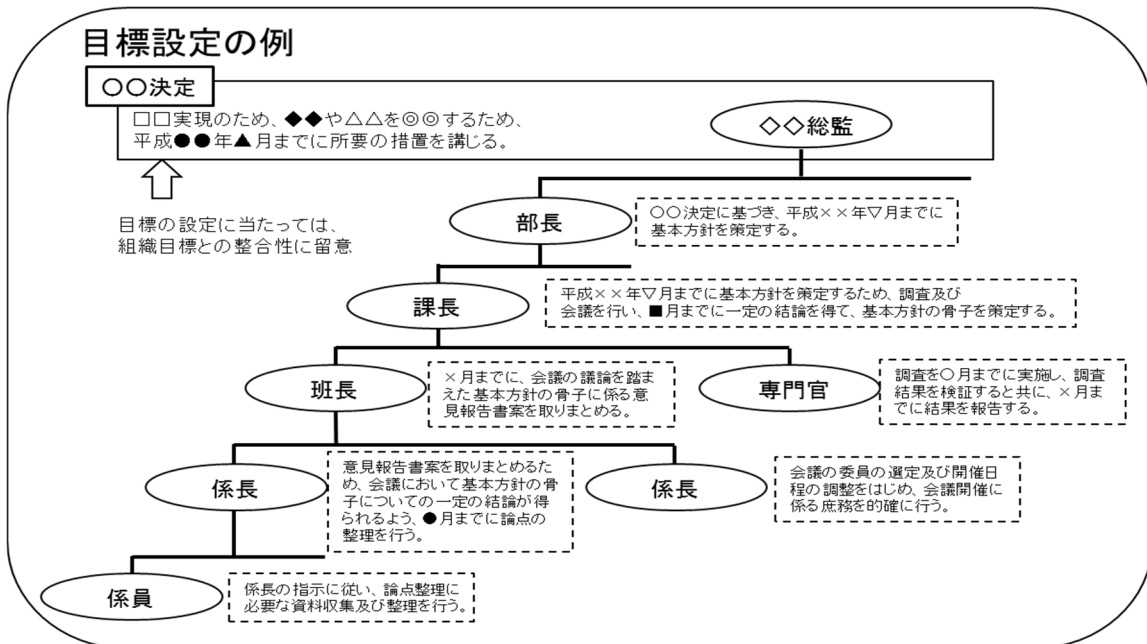 目標設定の例
○○決定
□□実現のため、◆◆や△△を◎◎するため、
平成●●年▲月までに所要の措置を講じる。
◇◇総監
目標の設定に当たっては、
組織目標との整合性に留意
部長
○○決定に基づき、平成××年▽月までに
基本方針を策定する。
課長
平成××年▽月までに基本方針を策定するため、調査及び
会議を行い、■月までに一定の結論を得て、基本方針の骨子を策定する。
班長
×月までに、会議の議論を踏ま
えた基本方針の骨子に係る意
見報告書案を取りまとめる。
専門官
調査を○月までに実施し、調査
結果を検証すると共に、×月ま
でに結果を報告する。
係長
意見報告書案を取りまとめるた
め、会議において基本方針の骨
子についての一定の結論が得
られるよう、●月までに論点の
整理を行う。
係長
会議の委員の選定及び開催日
程の調整をはじめ、会議開催に
係る庶務を的確に行う。
係員
係長の指示に従い、論点整理に
必要な資料収集及び整理を行う。